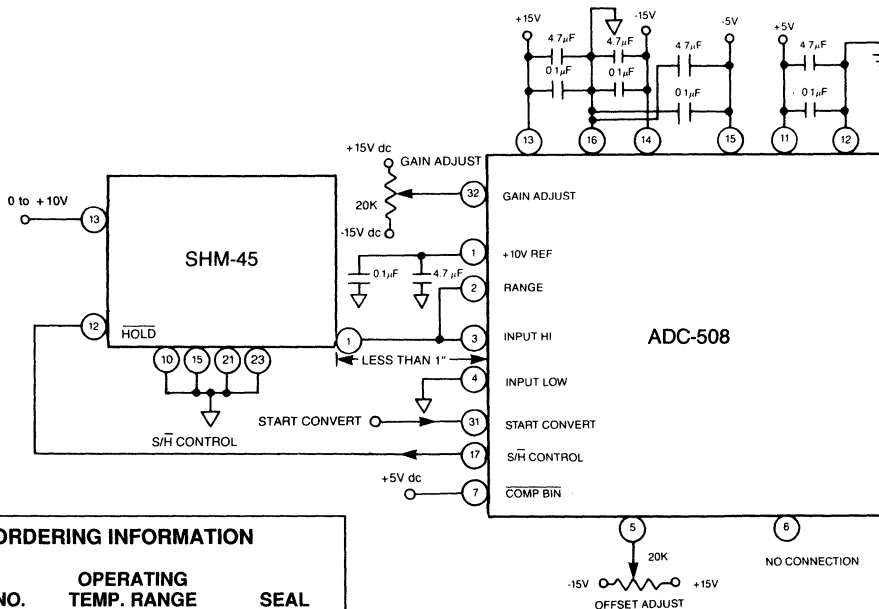 +15V -15V -5V +5V
4.7µF 4.7µF 4 7µF 4 7µF
0 1µF 0 1µF 0 1µF 0 1µF
13 16 14 15 11 12
+15V dc
GAIN ADJUST
20K
-15V dc
32 GAIN ADJUST
0 to +10V
13
SHM-45
12 HOLD
10 15 21 23
1
0.1µF 4.7µF
1 +10V REF
2 RANGE
3 INPUT HI
ADC-508
LESS THAN 1"
4 INPUT LOW
START CONVERT 31 START CONVERT
S/H CONTROL
17 S/H CONTROL
+5V dc
7 COMP BIN
5 6
20K
NO CONNECTION
-15V +15V
OFFSET ADJUST
ORDERING INFORMATION
OPERATING
NO. TEMP. RANGE SEAL